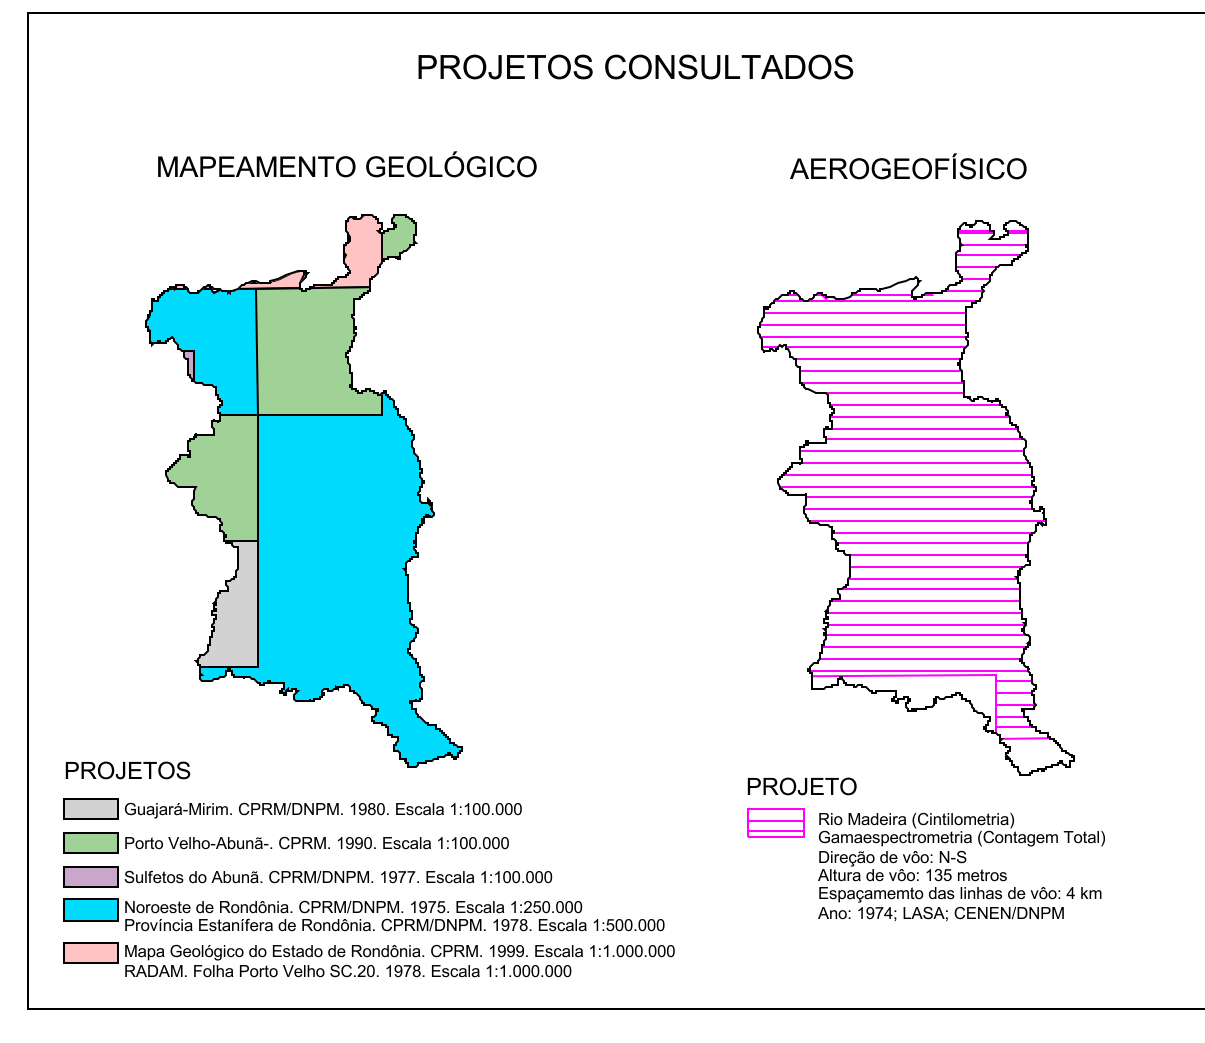 PROJETOS CONSULTADOS
MAPEAMENTO GEOLÓGICO
AEROGEOFÍSICO
PROJETOS
Guajará-Mirim. CPRM/DNPM. 1980. Escala 1:100.000
Porto Velho-Abunã-. CPRM. 1990. Escala 1:100.000
Sulfetos do Abunã. CPRM/DNPM. 1977. Escala 1:100.000
Noroeste de Rondônia. CPRM/DNPM. 1975. Escala 1:250.000
Província Estanífera de Rondônia. CPRM/DNPM. 1978. Escala 1:500.000
Mapa Geológico do Estado de Rondônia. CPRM. 1999. Escala 1:1.000.000
RADAM. Folha Porto Velho SC.20. 1978. Escala 1:1.000.000
PROJETO
Rio Madeira (Cintilometria)
Gamaespectrometria (Contagem Total)
Direção de vôo: N-S
Altura de vôo: 135 metros
Espaçamemto das linhas de vôo: 4 km
Ano: 1974; LASA; CENEN/DNPM